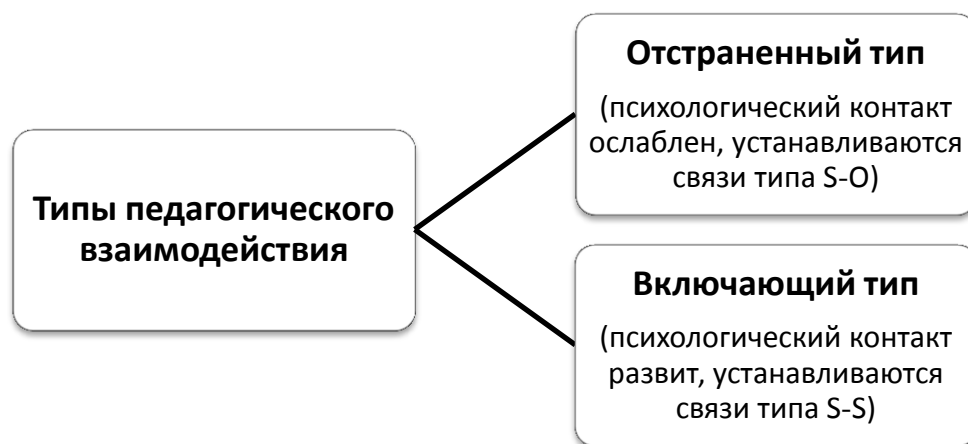 Типы педагогического
взаимодействия
Отстраненный тип
(психологический контакт
ослаблен, устанавливаются
связи типа S-O)
Включающий тип
(психологический контакт
развит, устанавливаются
связи типа S-S)